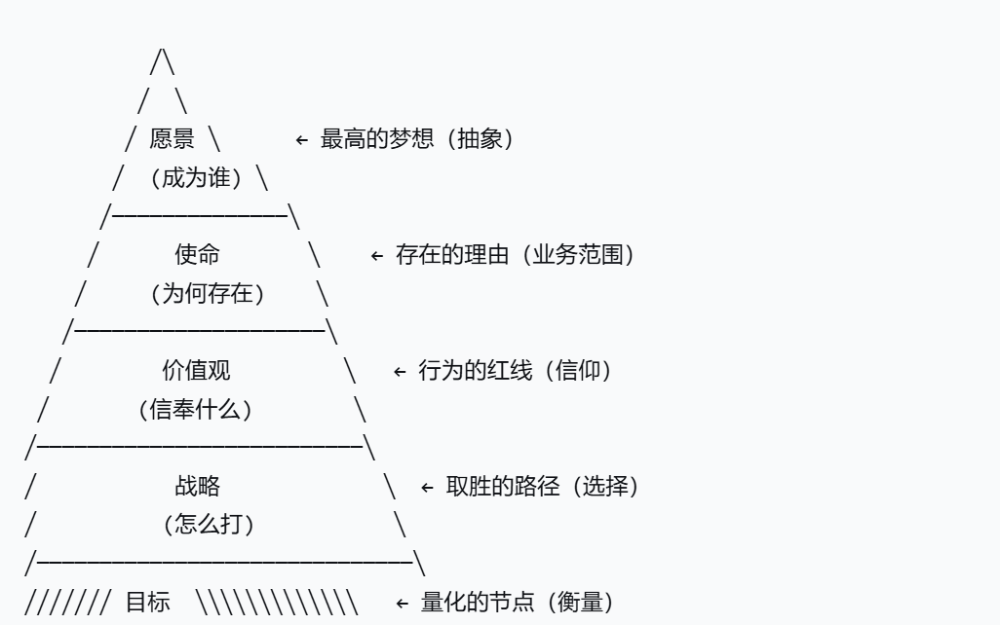 /\
/  \
/ 愿景 \      ← 最高的梦想（抽象）
/ （成为谁）\
/——————————————\
/      使命       \    ← 存在的理由（业务范围）
/     （为何存在）    \
/————————————————————\
/        价值观         \   ← 行为的红线（信仰）
/       （信奉什么）        \
/——————————————————————————\
/           战略             \  ← 取胜的路径（选择）
/          （怎么打）           \
/——————————————————————————————\
/////// 目标  \\\\\\\\\\\\\   ← 量化的节点（衡量）